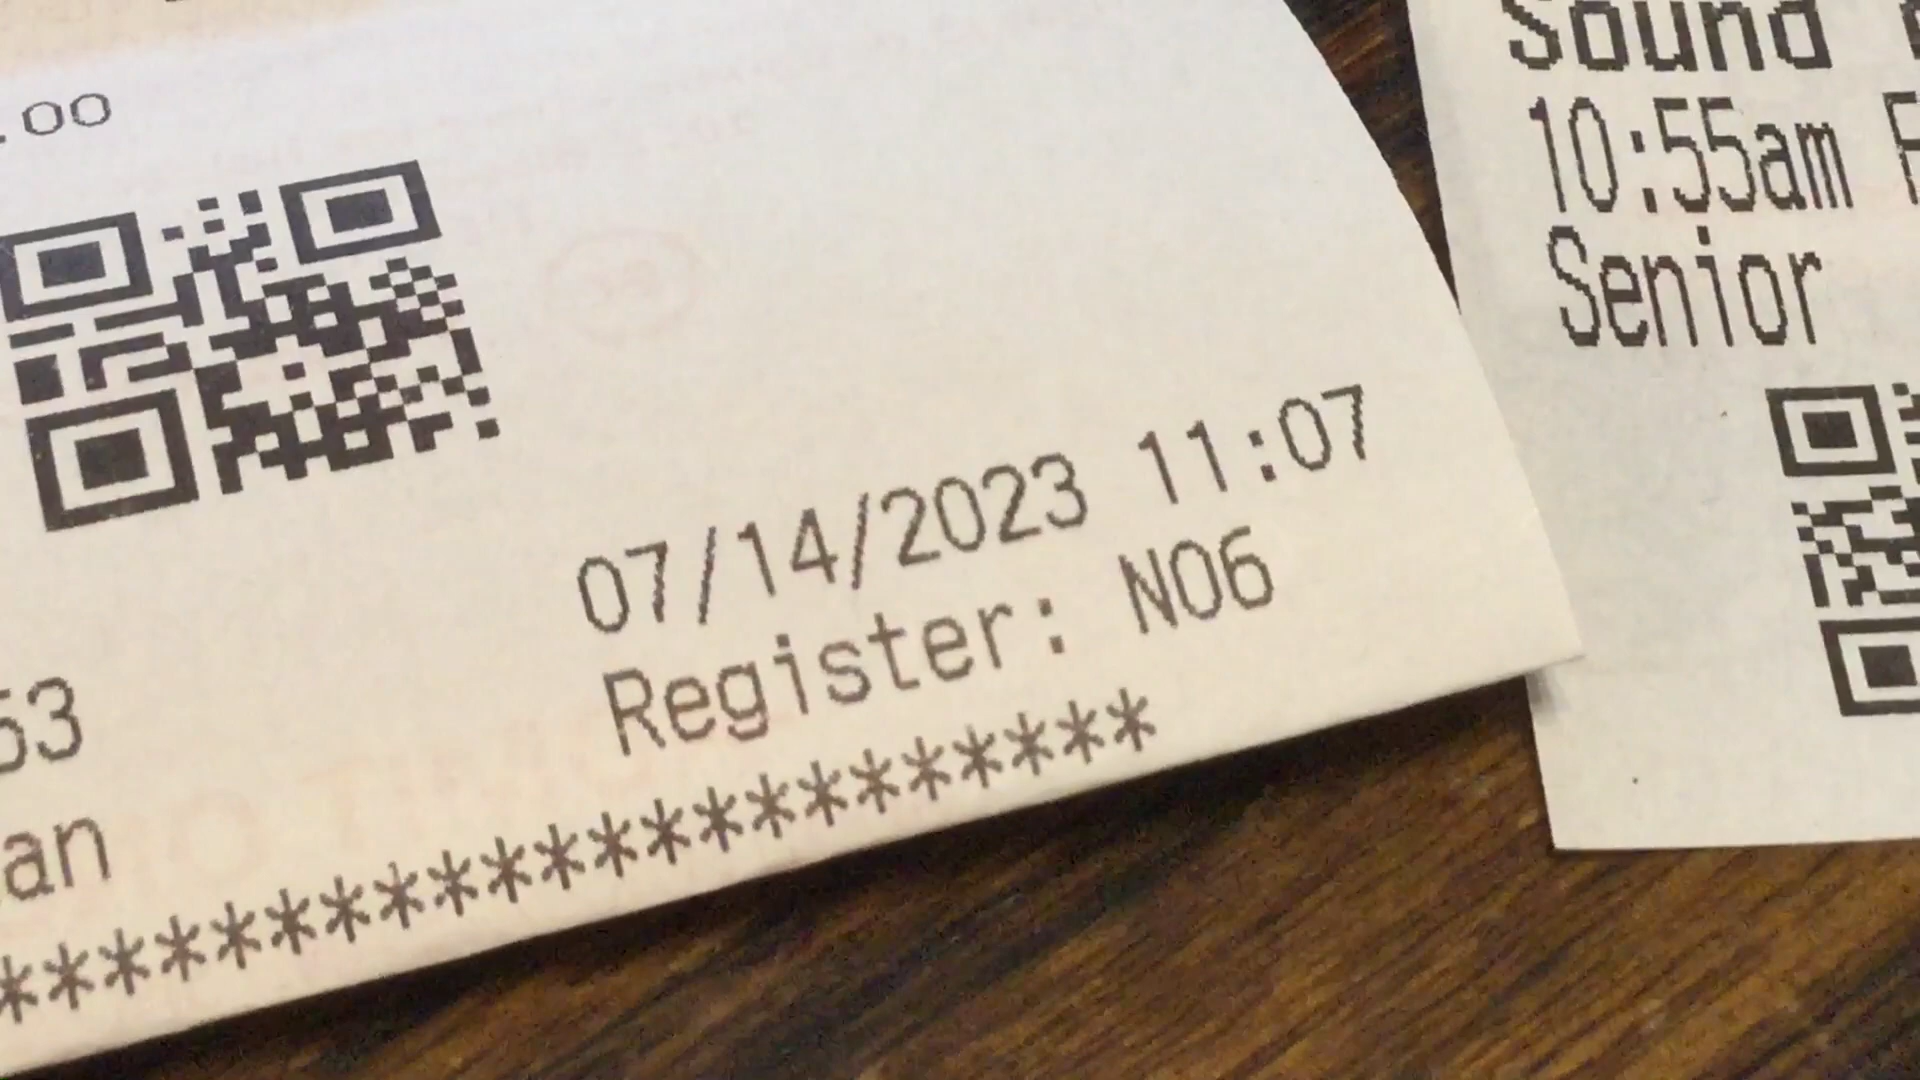 .00
07/14/2023 11:07
Register: N06
53
an
**********************
Sound
10:55am
Senior